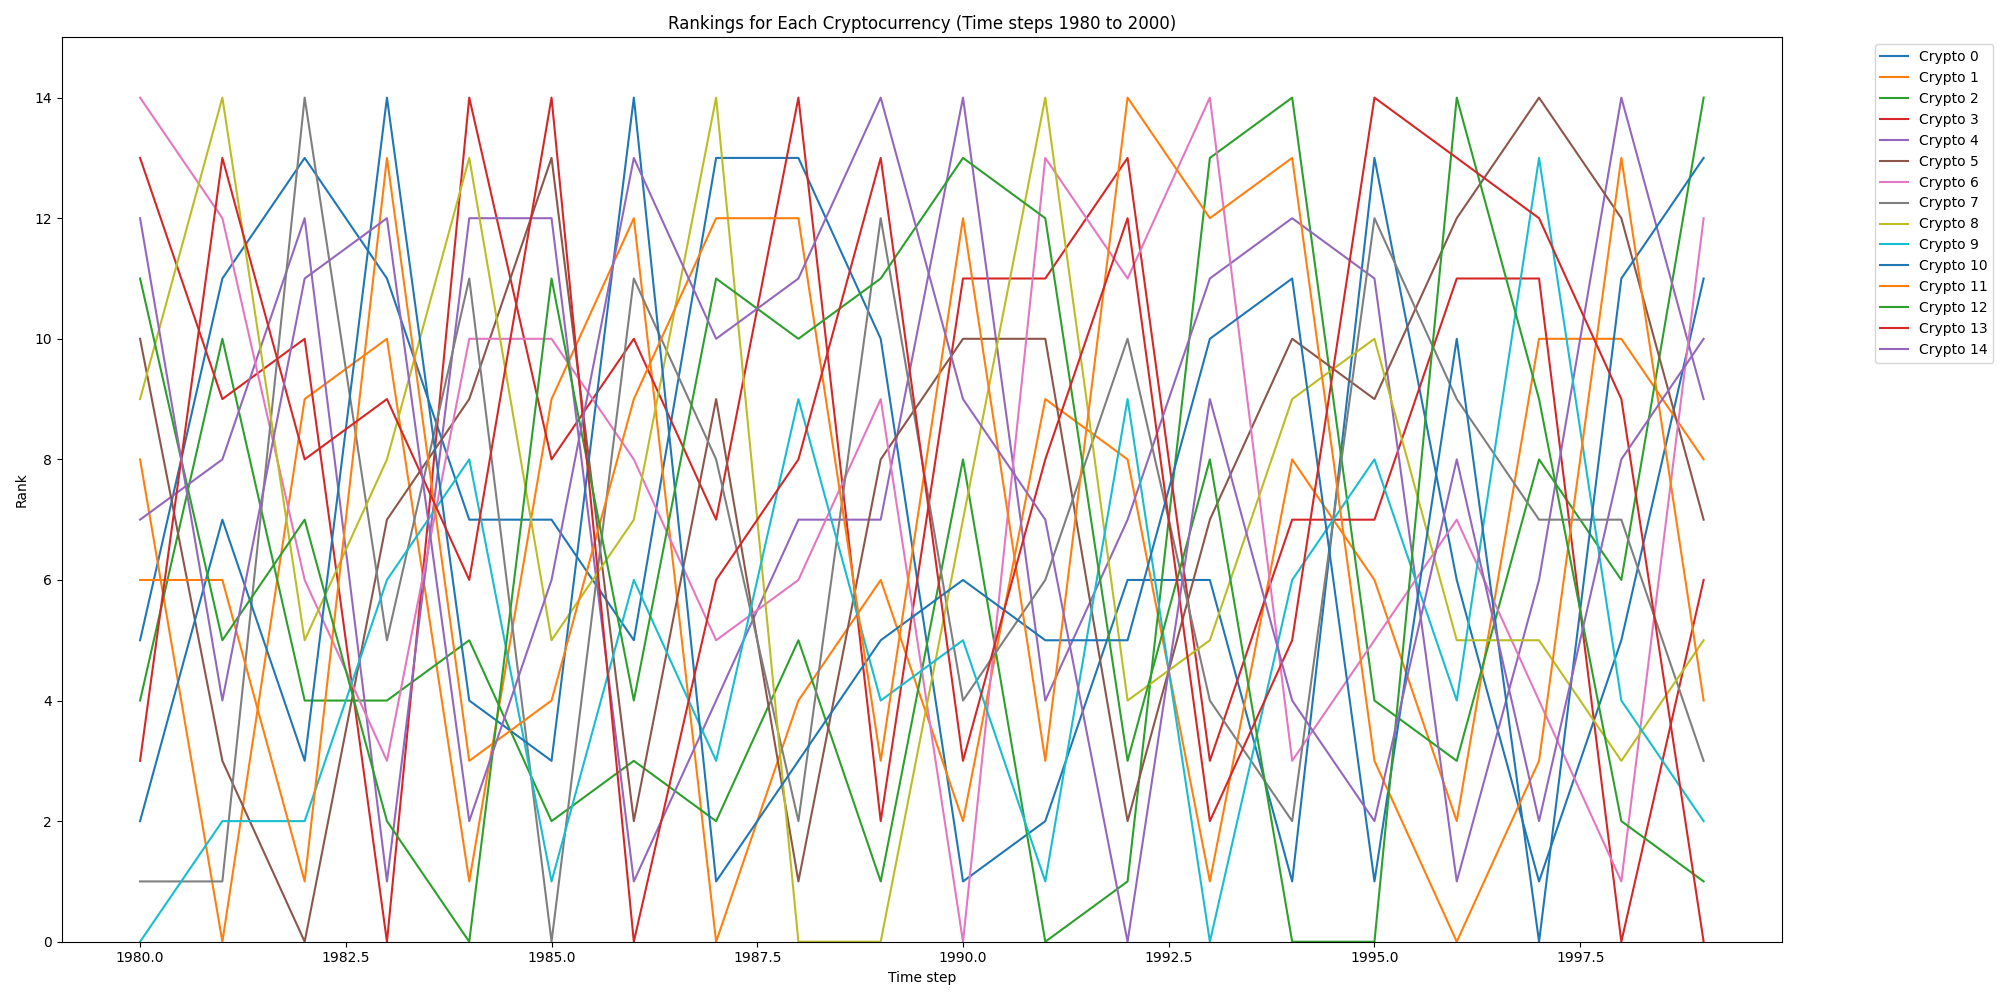 Rankings for Each Cryptocurrency (Time steps 1980 to 2000)
Rank
14
12
10
8
6
4
2
0
1980.0 1982.5 1985.0 1987.5 1990.0 1992.5 1995.0 1997.5
Time step
Crypto 0
Crypto 1
Crypto 2
Crypto 3
Crypto 4
Crypto 5
Crypto 6
Crypto 7
Crypto 8
Crypto 9
Crypto 10
Crypto 11
Crypto 12
Crypto 13
Crypto 14